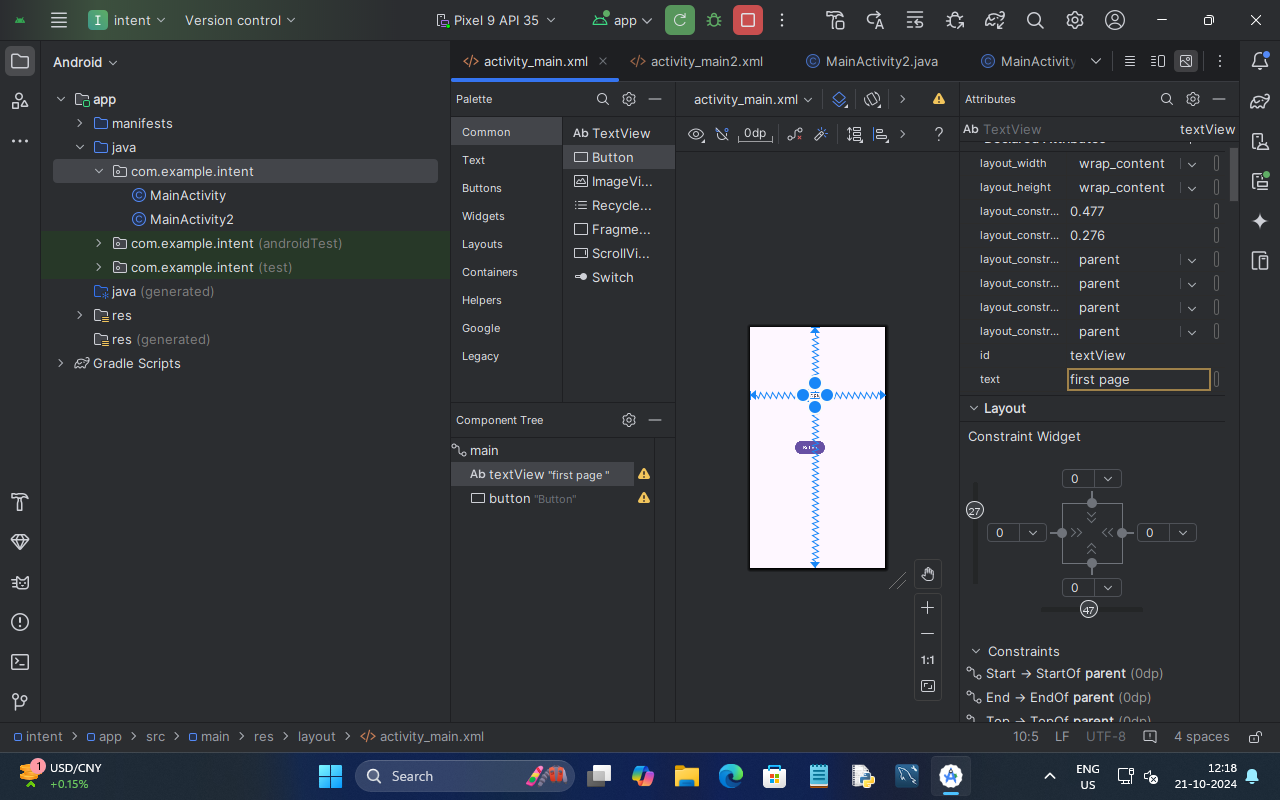 I intent Version control Pixel 9 API 35 app
Android
app
manifests
java
com.example.intent
MainActivity
MainActivity2
com.example.intent (androidTest)
com.example.intent (test)
java (generated)
res
res (generated)
Gradle Scripts
activity_main.xml activity_main2.xml MainActivity2.java MainActivity
Palette
Common
Text
Buttons
Widgets
Layouts
Containers
Helpers
Google
Legacy
Ab TextView
Button
ImageVi...
Recycle...
Fragme...
ScrollVi...
Switch
Component Tree
main
Ab textView "first page "
button "Button"
activity_main.xml
0dp
?
1:1
Attributes
Ab TextView textView
Declared Attributes
layout_width wrap_content
layout_height wrap_content
layout_constr... 0.477
layout_constr... 0.276
layout_constr... parent
layout_constr... parent
layout_constr... parent
layout_constr... parent
id textView
text first page
Layout
Constraint Widget
0
27
0 0
0
47
Constraints
Start → StartOf parent (0dp)
End → EndOf parent (0dp)
Top → TopOf parent (0dp)
intent > app > src > main > res > layout > activity_main.xml 10:5 LF UTF-8 4 spaces
1 USD/CNY
+0.15%
Search
ENG
US
12:18
21-10-2024